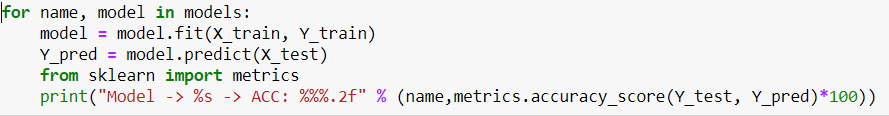 for name, model in models:
    model = model.fit(X_train, Y_train)
    Y_pred = model.predict(X_test)
    from sklearn import metrics
    print("Model -> %s -> ACC: %%%.2f" % (name,metrics.accuracy_score(Y_test, Y_pred)*100))